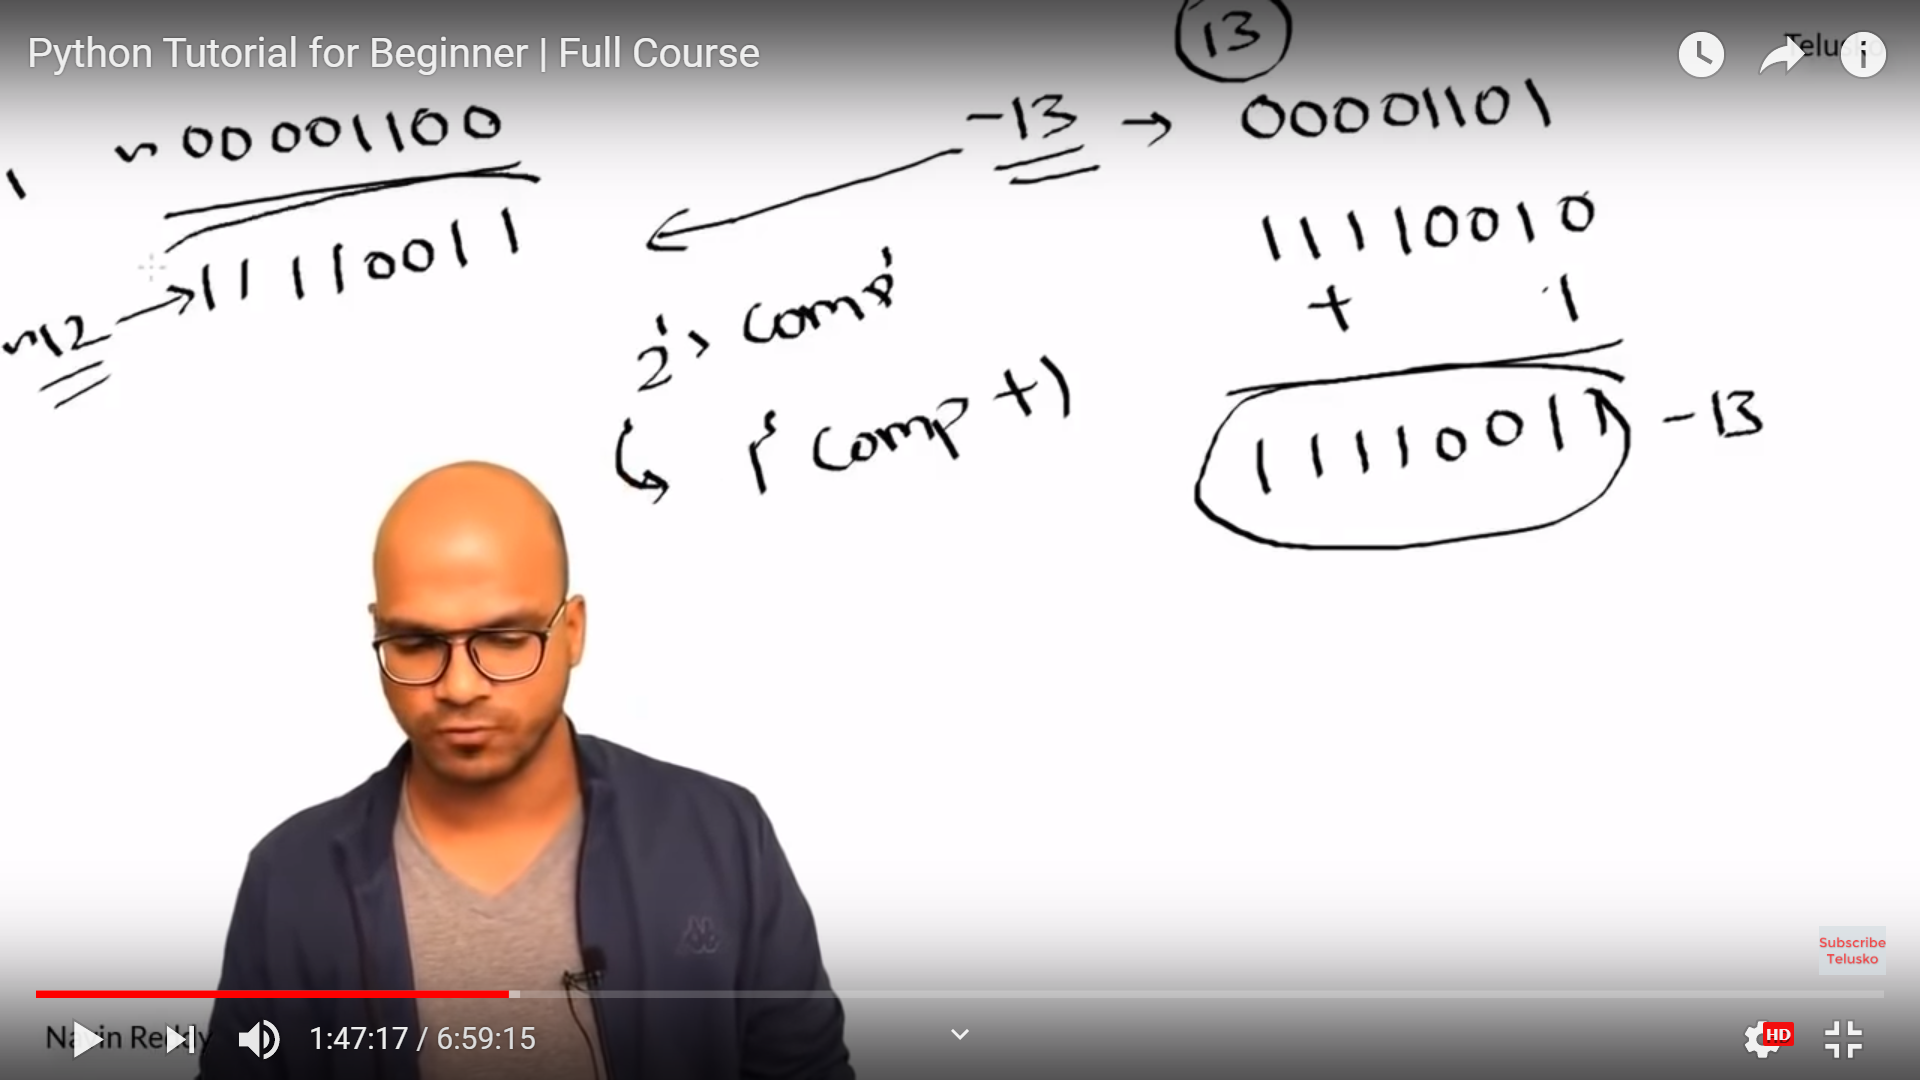 Python Tutorial for Beginner | Full Course
13
~00001100
-13 → 00001101
1
11110011
11110010
~12
+ 1
2's comp'
1's comp +1
11110011 -13
Subscribe
Telusko
1:47:17 / 6:59:15
HD